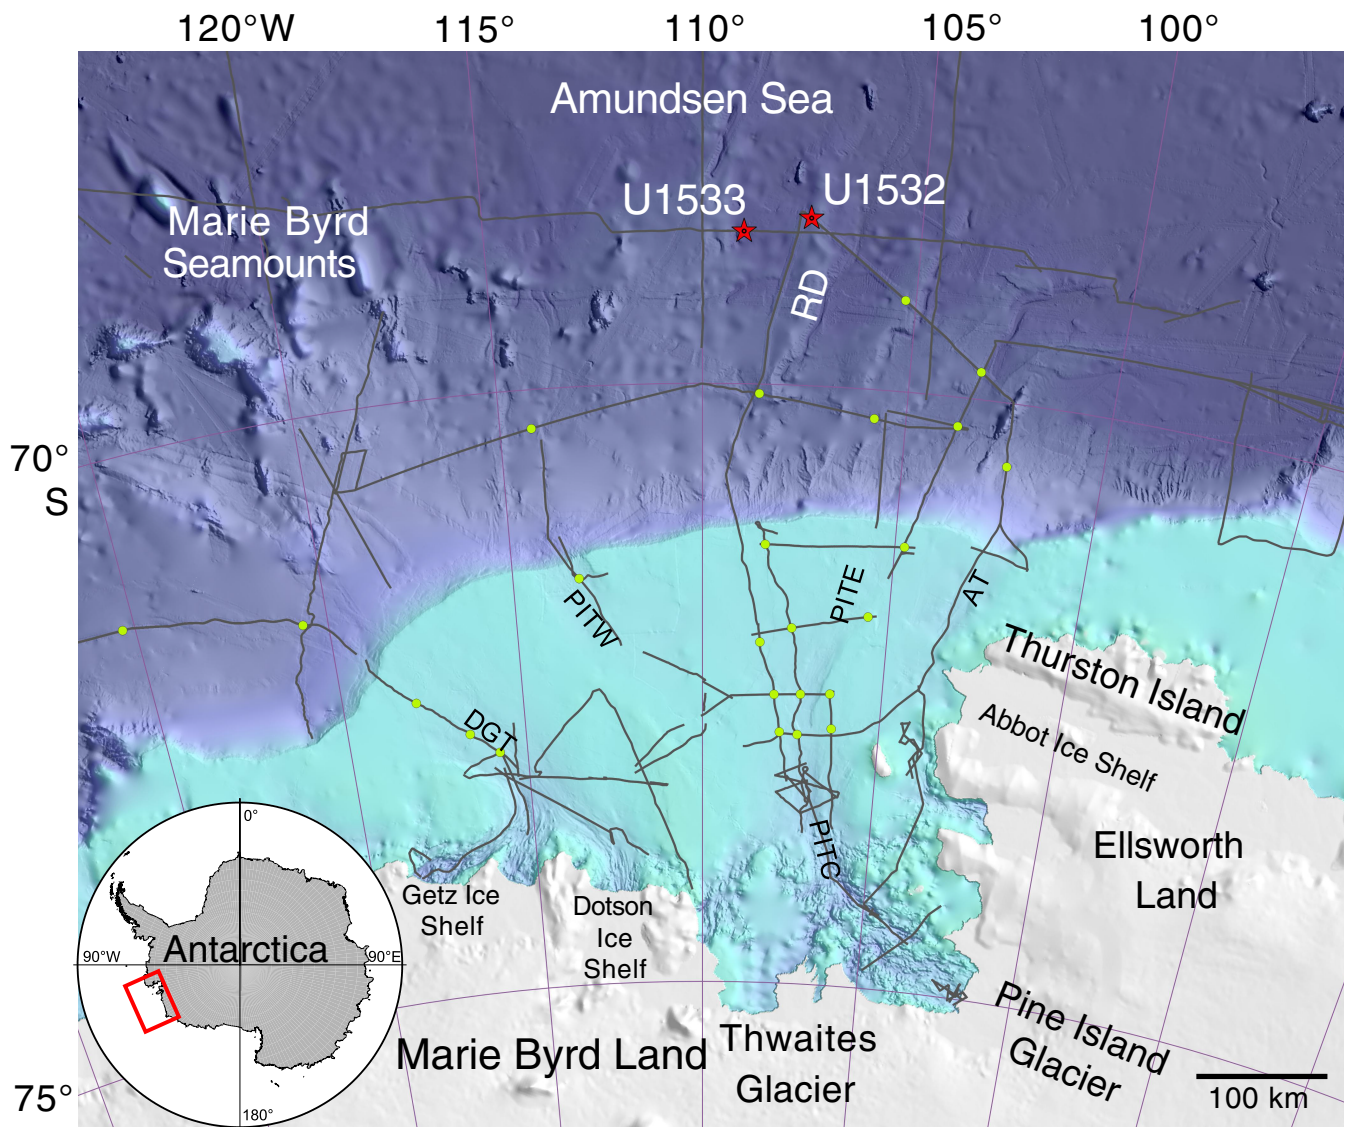 120°W 115° 110° 105° 100°
Amundsen Sea
U1533 U1532
Marie Byrd
Seamounts
RD
70°
S
PITE
AT
PITW
Thurston Island
DGT
Abbot Ice Shelf
PITC
Ellsworth
Land
Getz Ice
Shelf
Dotson
Ice
Shelf
0°
Antarctica
90°W 90°E
180°
Pine Island
Glacier
Marie Byrd Land
Thwaites
Glacier
75°
100 km